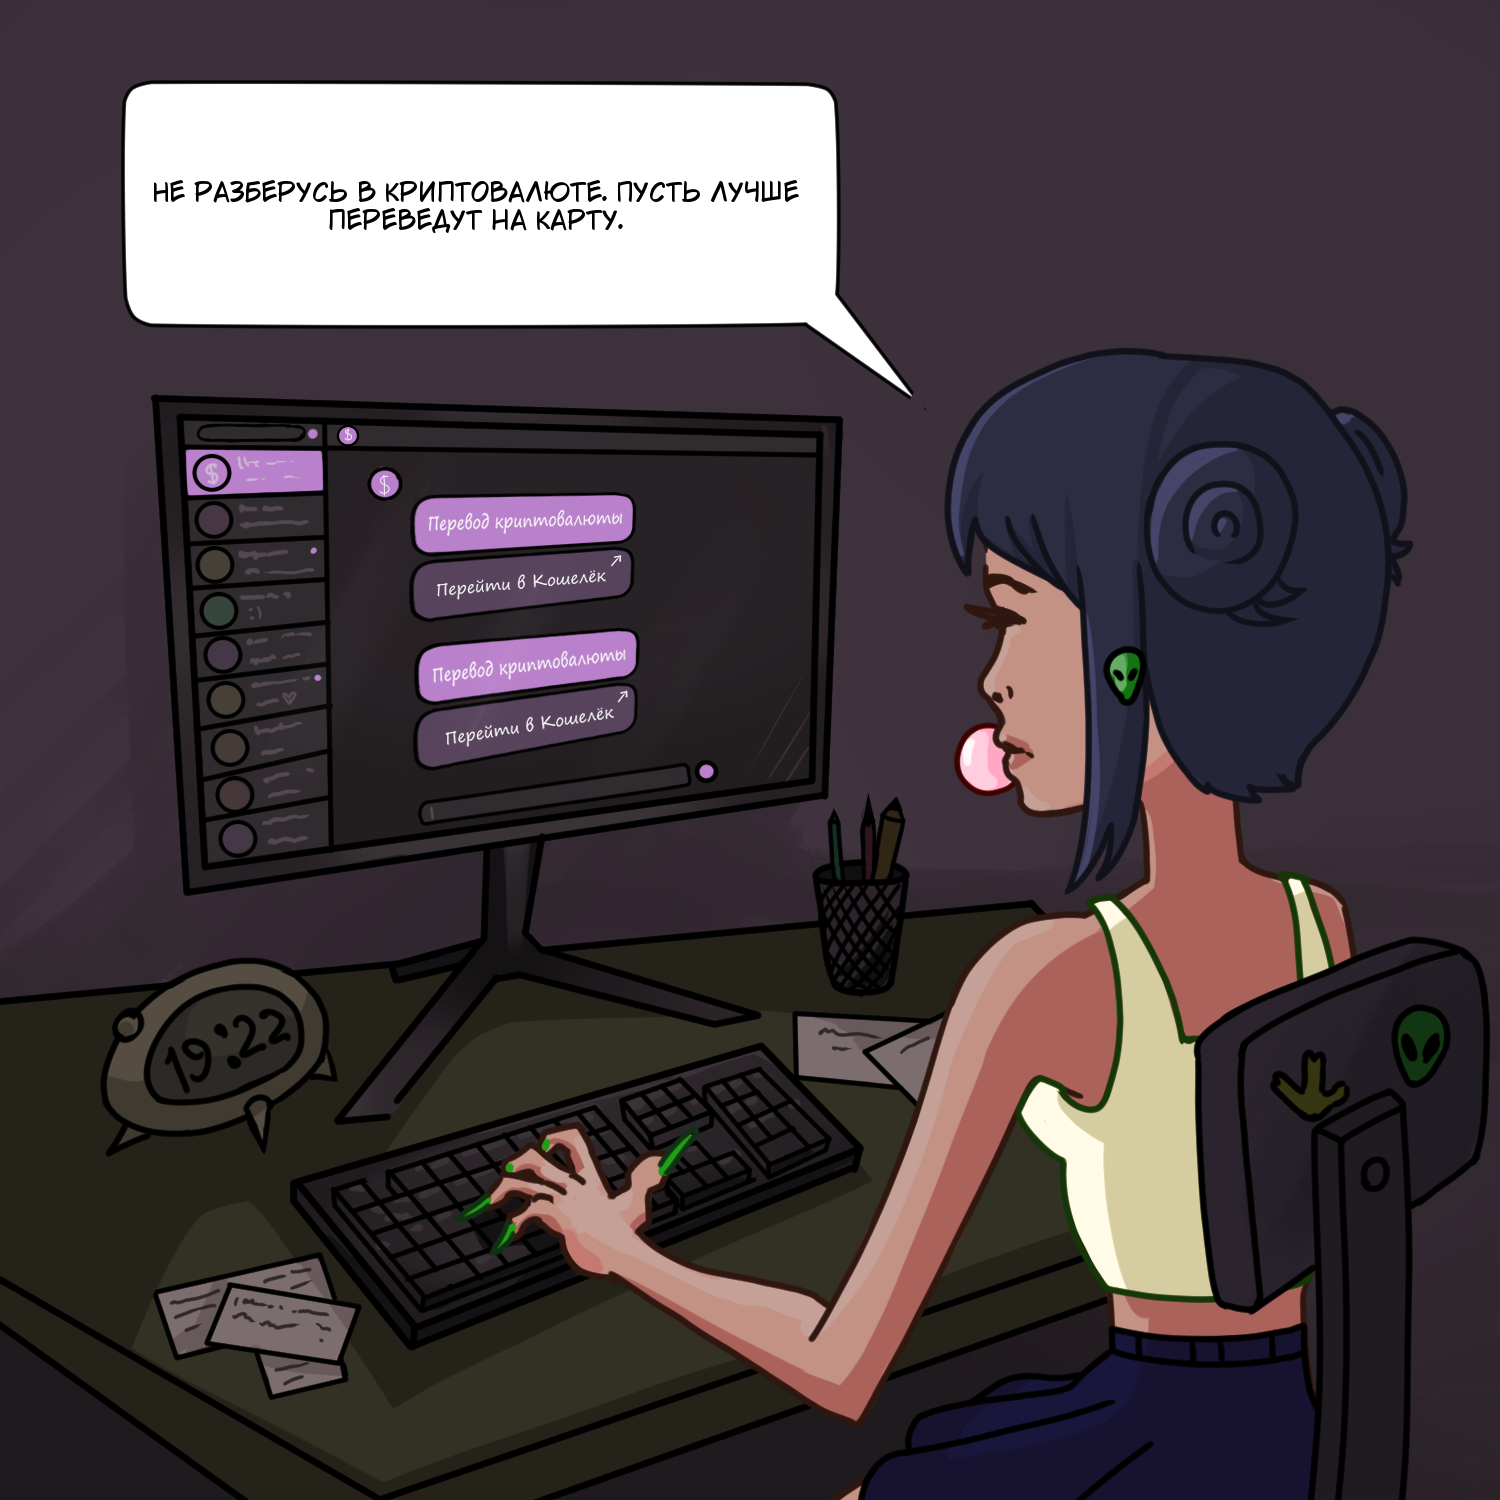 НЕ РАЗБЕРУСЬ В КРИПТОВАЛЮТЕ. ПУСТЬ ЛУЧШЕ
ПЕРЕВЕДУТ НА КАРТУ.
$
$
$
Перевод криптовалюты
Перейти в Кошелёк
Перевод криптовалюты
Перейти в Кошелёк
:)
19:22